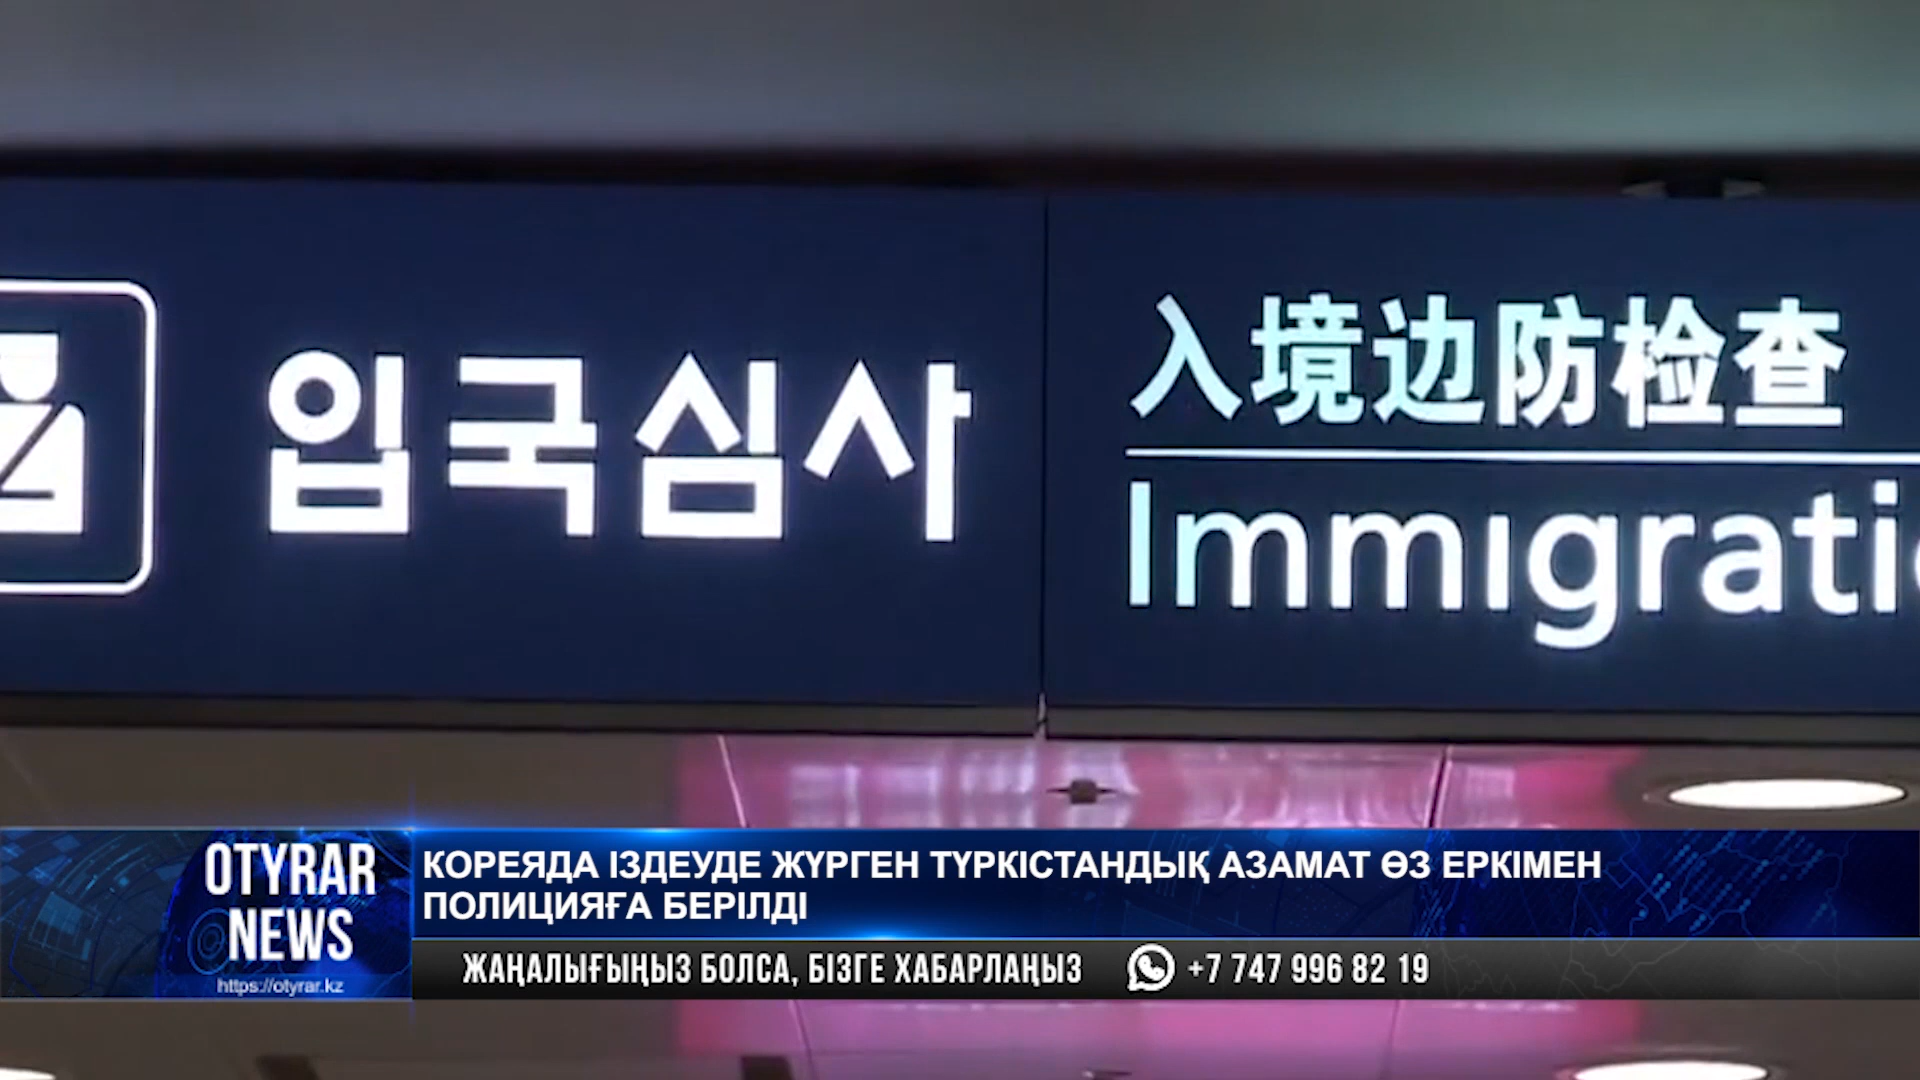 입국심사
入境边防检查
Immigratio
OTYRAR
NEWS
https://otyrar.kz
КОРЕЯДА ІЗДЕУДЕ ЖҮРГЕН ТҮРКІСТАНДЫҚ АЗАМАТ ӨЗ ЕРКІМЕН
ПОЛИЦИЯҒА БЕРІЛДІ
ЖАҢАЛЫҒЫҢЫЗ БОЛСА, БІЗГЕ ХАБАРЛАҢЫЗ
+7 747 996 82 19